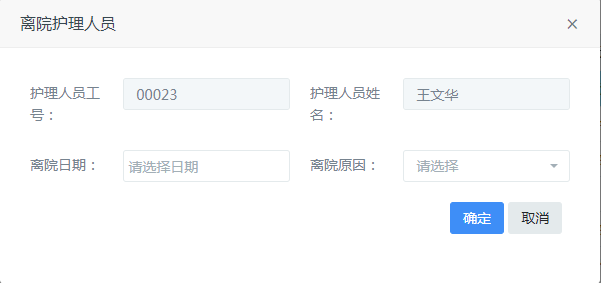 离院护理人员
护理人员工号： 00023
护理人员姓名： 王文华
离院日期： 请选择日期
离院原因： 请选择
确定 取消